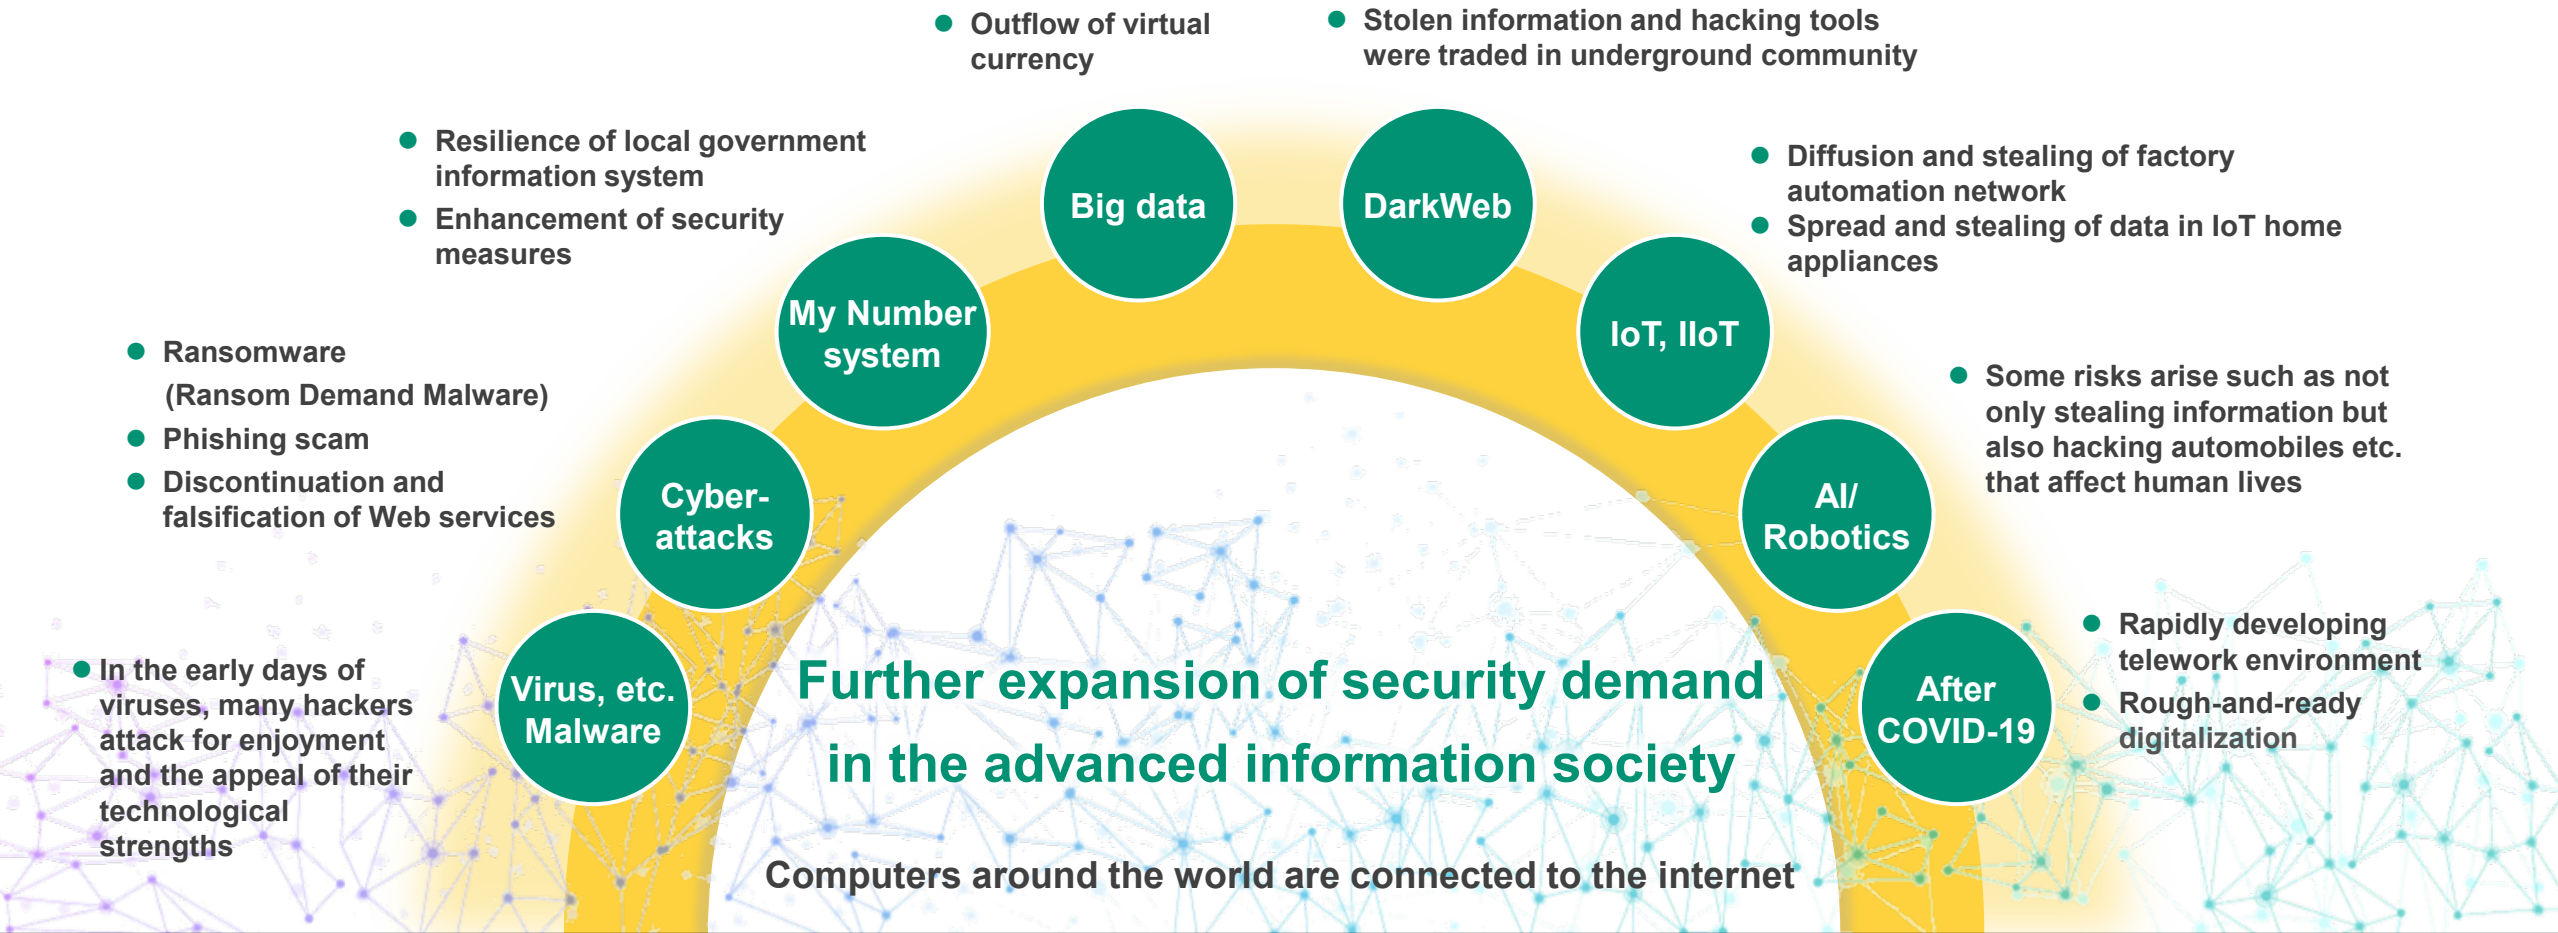 Outflow of virtual
currency
Stolen information and hacking tools
were traded in underground community
Resilience of local government
information system
Enhancement of security
measures
Big data
DarkWeb
Diffusion and stealing of factory
automation network
Spread and stealing of data in IoT home
appliances
My Number
system
IoT, IIoT
Ransomware
(Ransom Demand Malware)
Phishing scam
Discontinuation and
falsification of Web services
Cyber-
attacks
AI/
Robotics
Some risks arise such as not
only stealing information but
also hacking automobiles etc.
that affect human lives
In the early days of
viruses, many hackers
attack for enjoyment
and the appeal of their
technological
strengths
Virus, etc.
Malware
Further expansion of security demand
in the advanced information society
After
COVID-19
Rapidly developing
telework environment
Rough-and-ready
digitalization
Computers around the world are connected to the internet